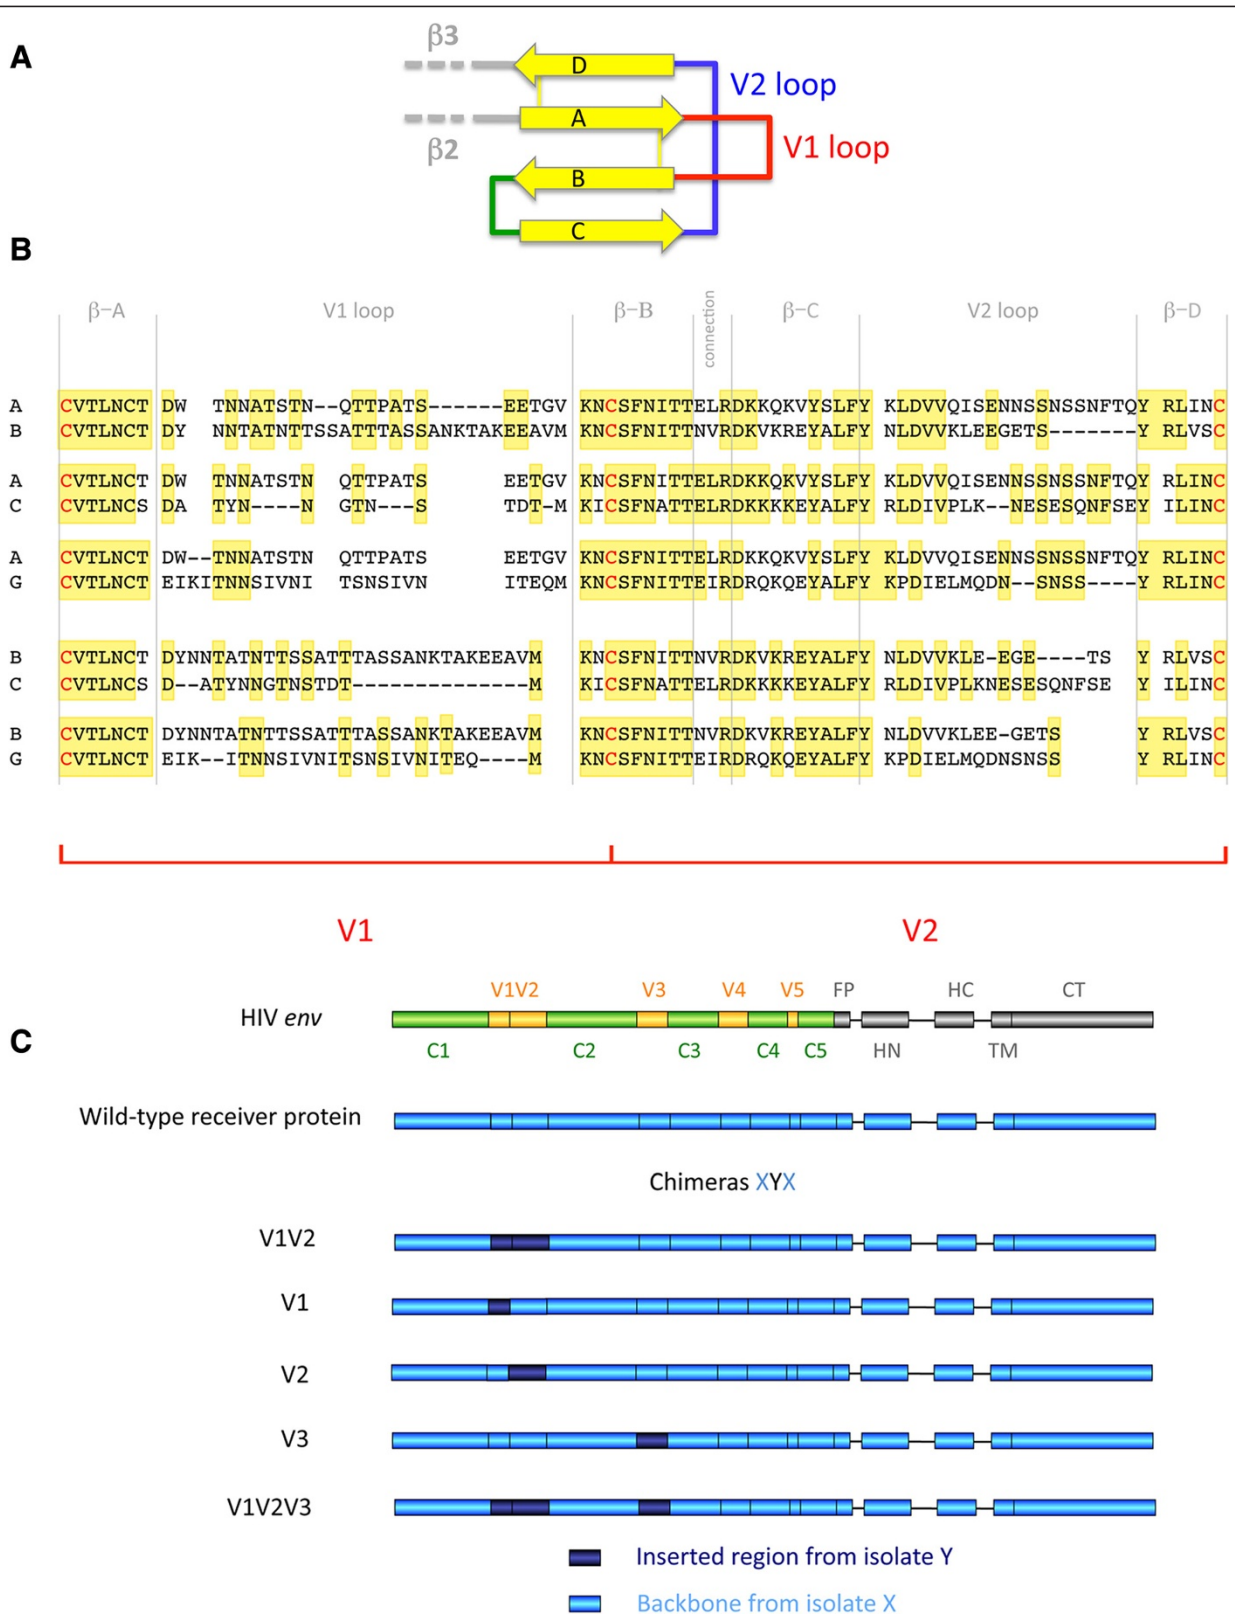 A
β3
D
V2 loop
A
β2
V1 loop
B
C
B
β-A V1 loop β-B connection β-C V2 loop β-D
A CVTLNCT DW TNNATSTN--QTTPATS------EETGV KNCSFNITTELRDKKQKVYSLFY KLDVVQISENNSSNSSNFTQY RLINC
B CVTLNCT DY NNTATNTTSSATTTASSANKTAKEEAVM KNCSFNITTNVRDKVKREYALFY NLDVVKLEEGETS-------Y RLVSC
A CVTLNCT DW TNNATSTN QTTPATS EETGV KNCSFNITTELRDKKQKVYSLFY KLDVVQISENNSSNSSNFTQY RLINC
C CVTLNCS DA TYN----N GTN---S TDT-M KICSFNATTELRDKKKKEYALFY RLDIVPLK--NESESQNFSEY ILINC
A CVTLNCT DW--TNNATSTN QTTPATS EETGV KNCSFNITTELRDKKQKVYSLFY KLDVVQISENNSSNSSNFTQY RLINC
G CVTLNCT EIKITNNSIVNI TSNSIVN ITEQM KNCSFNITTEIRDRQKQEYALFY KPDIELMQDN--SNSS----Y RLINC
B CVTLNCT DYNNTATNTTSSATTTASSANKTAKEEAVM KNCSFNITTNVRDKVKREYALFY NLDVVKLE-EGE----TS Y RLVSC
C CVTLNCS D--ATYNNGTNSTDT--------------M KICSFNATTELRDKKKKEYALFY RLDIVPLKNESESQNFSE Y ILINC
B CVTLNCT DYNNTATNTTSSATTTASSANKTAKEEAVM KNCSFNITTNVRDKVKREYALFY NLDVVKLEE-GETS Y RLVSC
G CVTLNCT EIK--ITNNSIVNITSNSIVNITEQ----M KNCSFNITTEIRDRQKQEYALFY KPDIELMQDNSNSS Y RLINC
V1 V2
V1V2 V3 V4 V5 FP HC CT
HIV env
C
C1 C2 C3 C4 C5 HN TM
Wild-type receiver protein
Chimeras XYX
V1V2
V1
V2
V3
V1V2V3
Inserted region from isolate Y
Backbone from isolate X